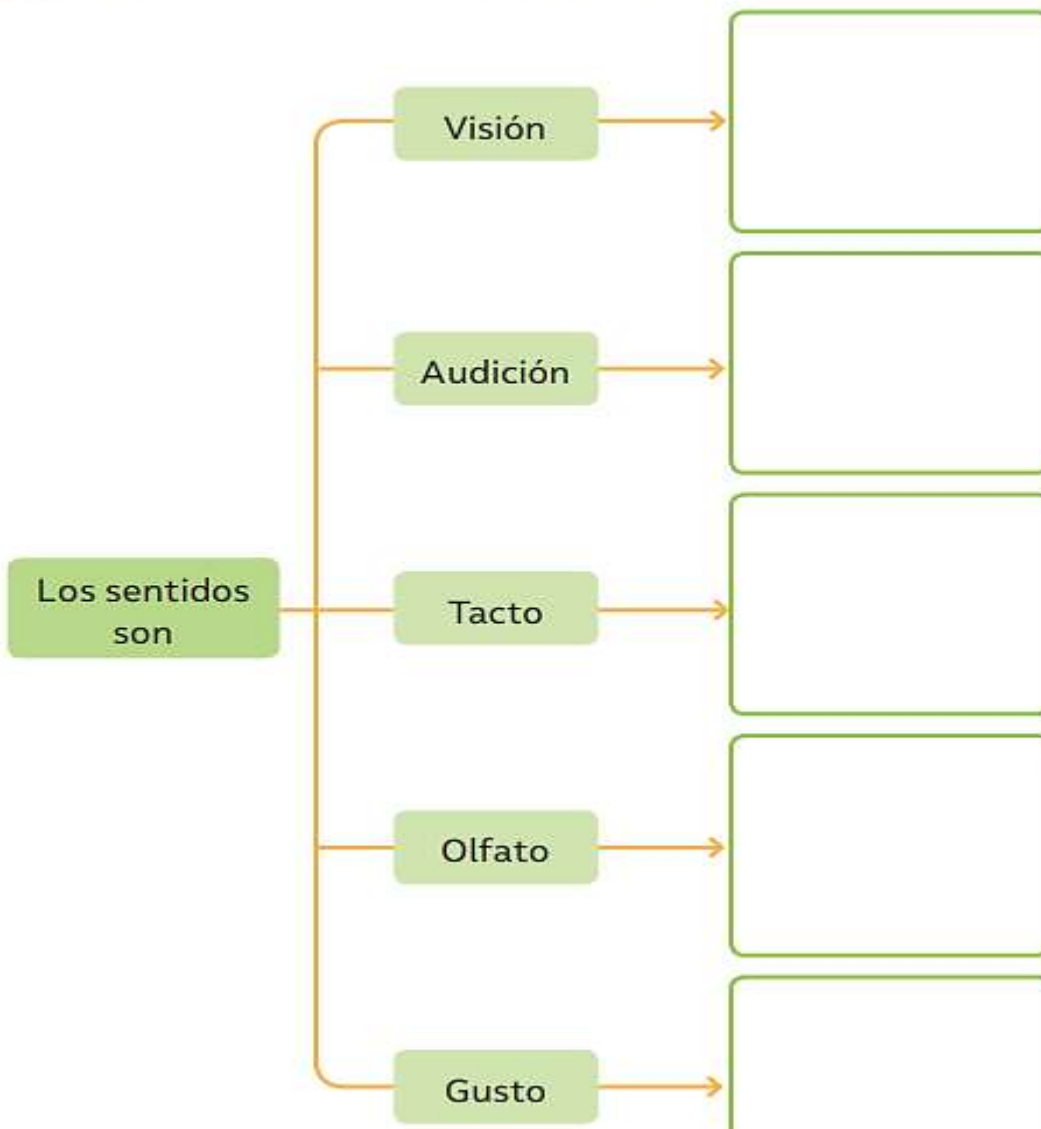 Visión
Audición
Los sentidos
son
Tacto
Olfato
Gusto